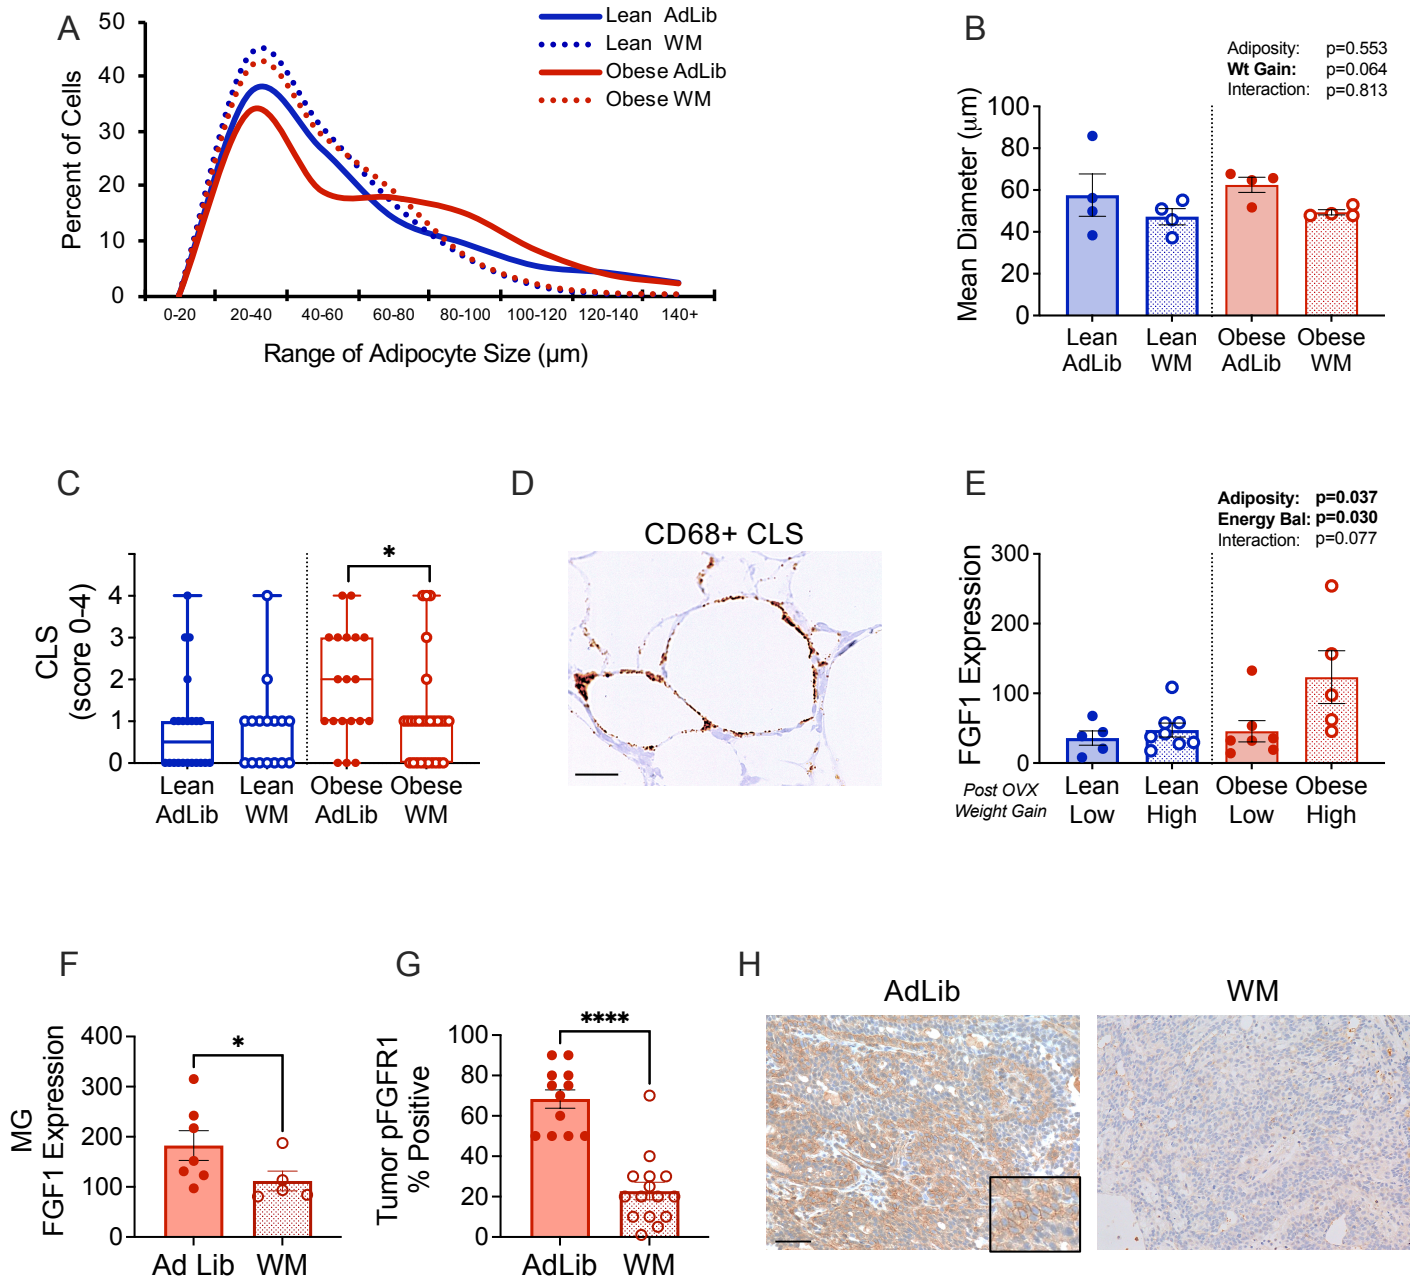 A
50
40
30
20
10
0
Percent of Cells
0-20 20-40 40-60 60-80 80-100 100-120 120-140 140+
Range of Adipocyte Size (µm)
Lean AdLib
Lean WM
Obese AdLib
Obese WM
B
Adiposity: p=0.553
Wt Gain: p=0.064
Interaction: p=0.813
100
80
60
40
20
0
Mean Diameter (µm)
Lean AdLib
Lean WM
Obese AdLib
Obese WM
C
*
4
3
2
1
0
CLS
(score 0-4)
Lean AdLib
Lean WM
Obese AdLib
Obese WM
D
CD68+ CLS
E
Adiposity: p=0.037
Energy Bal: p=0.030
Interaction: p=0.077
300
200
100
0
FGF1 Expression
Post OVX
Weight Gain
Lean Low
Lean High
Obese Low
Obese High
F
*
400
300
200
100
0
MG
FGF1 Expression
Ad Lib WM
G
****
100
80
60
40
20
0
Tumor pFGFR1
% Positive
AdLib WM
H
AdLib
WM